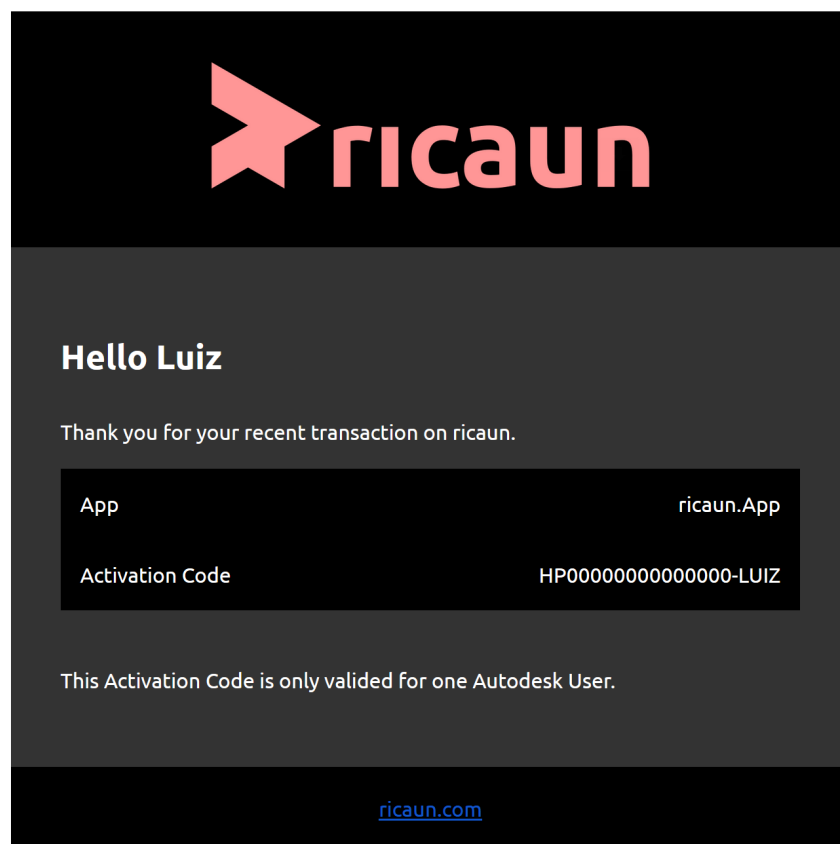 ricaun
Hello Luiz
Thank you for your recent transaction on ricaun.
App ricaun.App
Activation Code HP00000000000000-LUIZ
This Activation Code is only valided for one Autodesk User.
ricaun.com